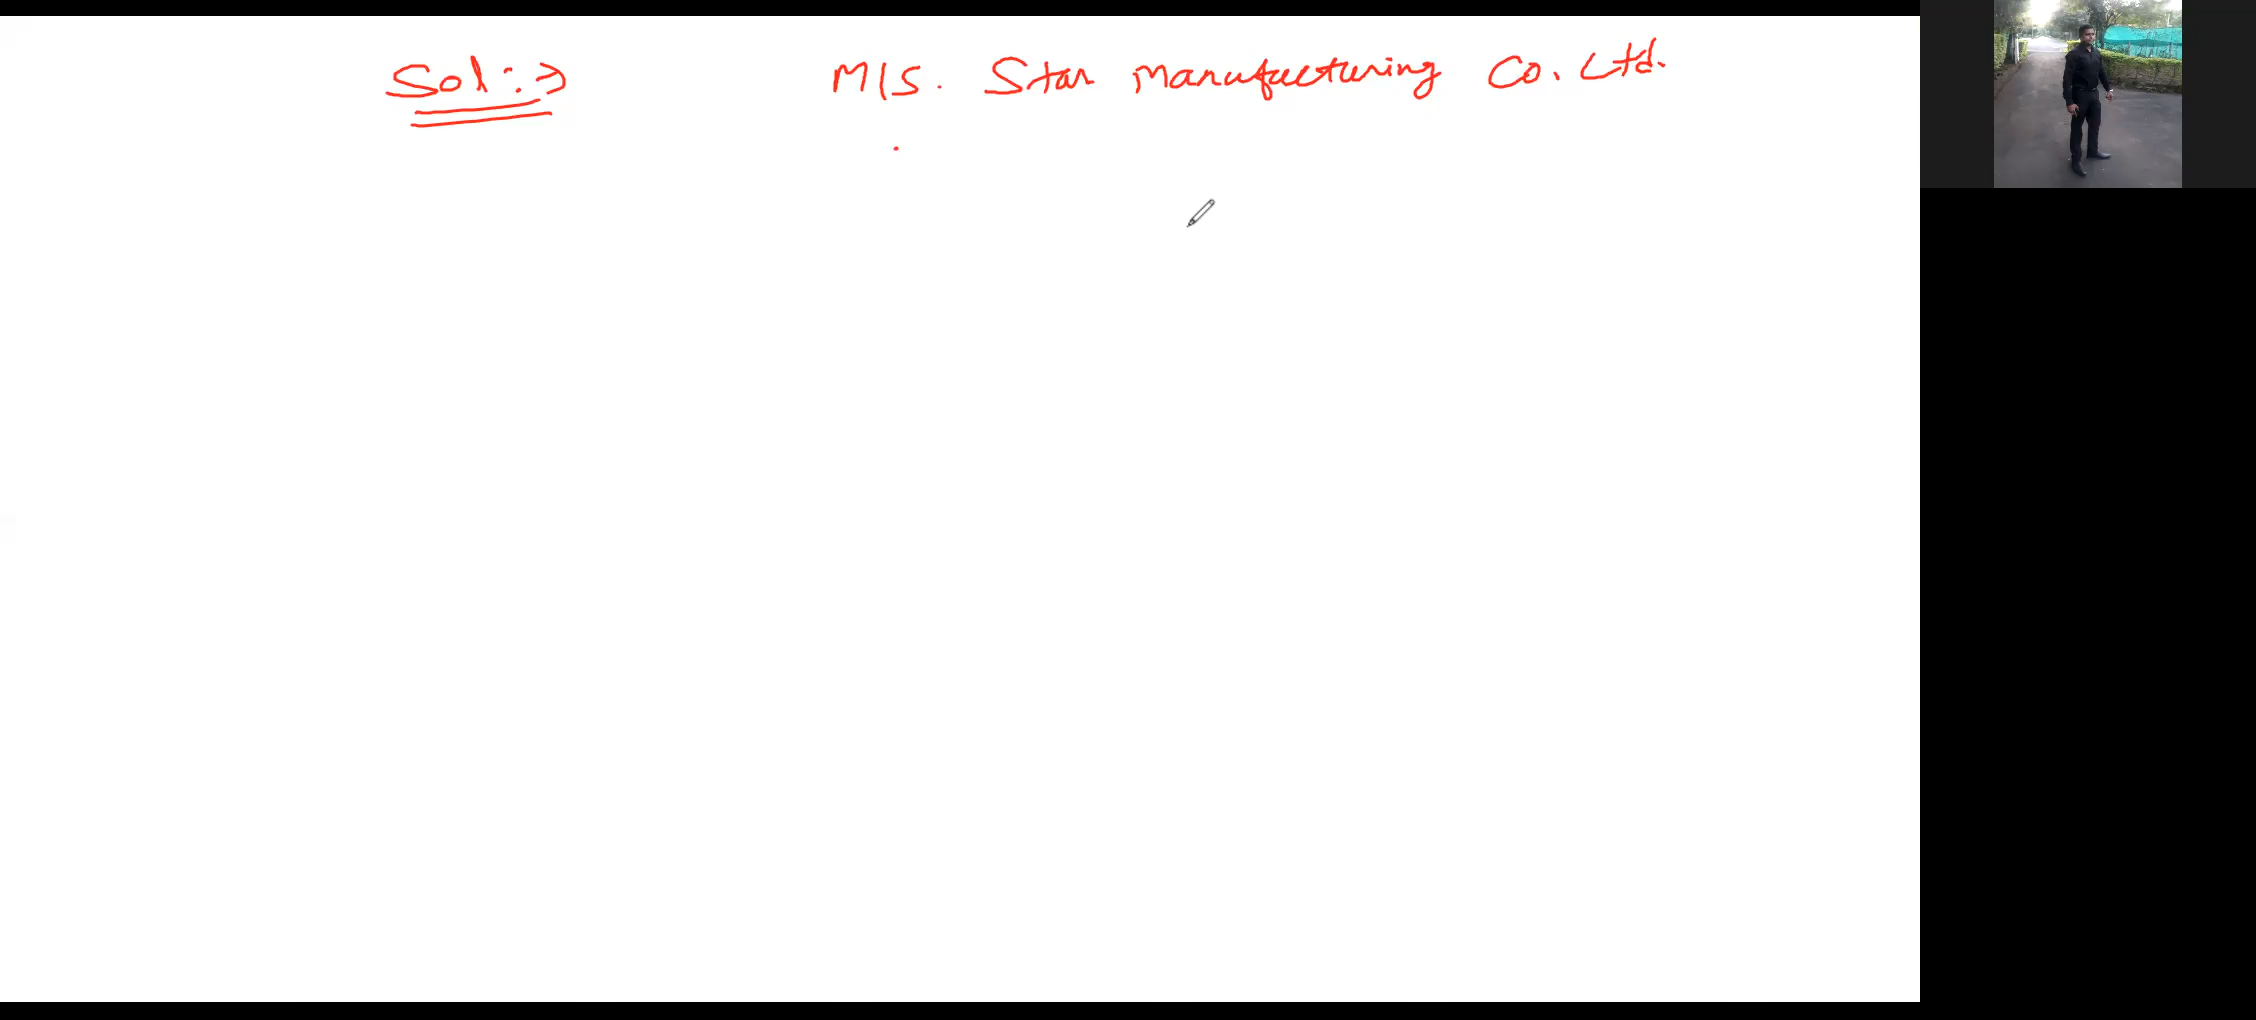 Sol :→ M/S. Star Manufacturing Co. Ltd.